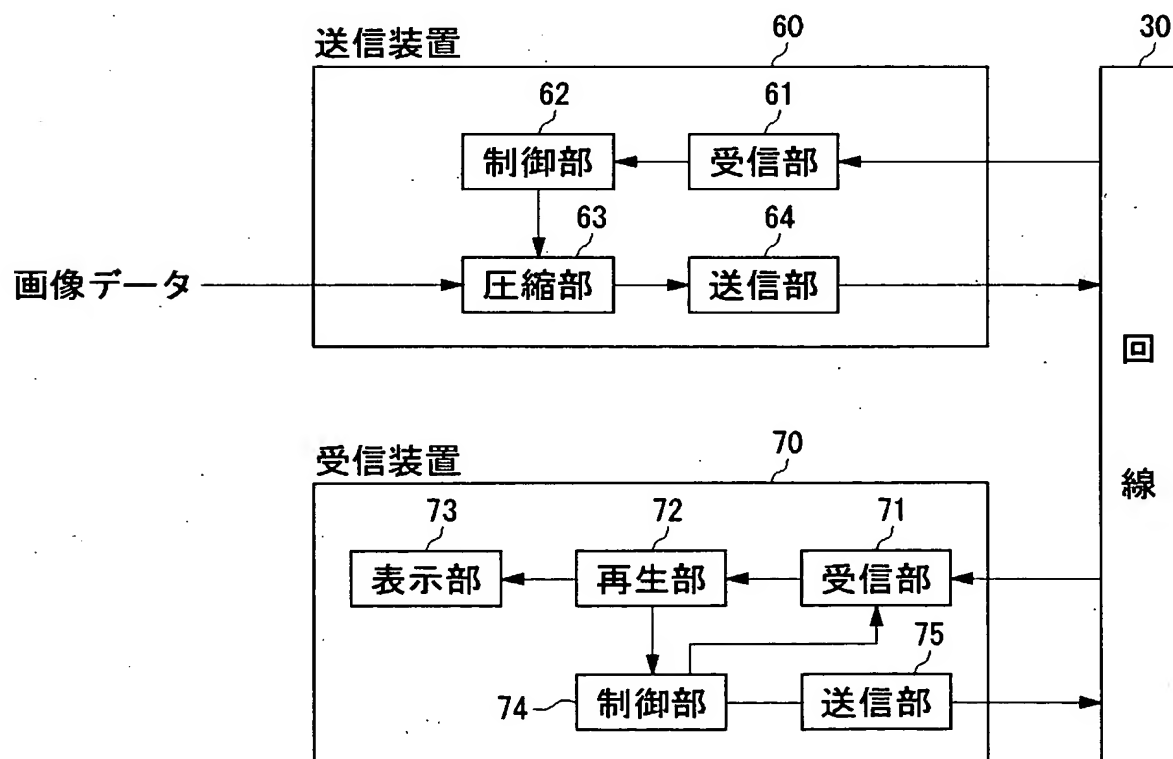 送信装置
60
30
62
61
制御部
受信部
63
64
画像データ
圧縮部
送信部
回線
受信装置
70
73
72
71
表示部
再生部
受信部
75
74
制御部
送信部